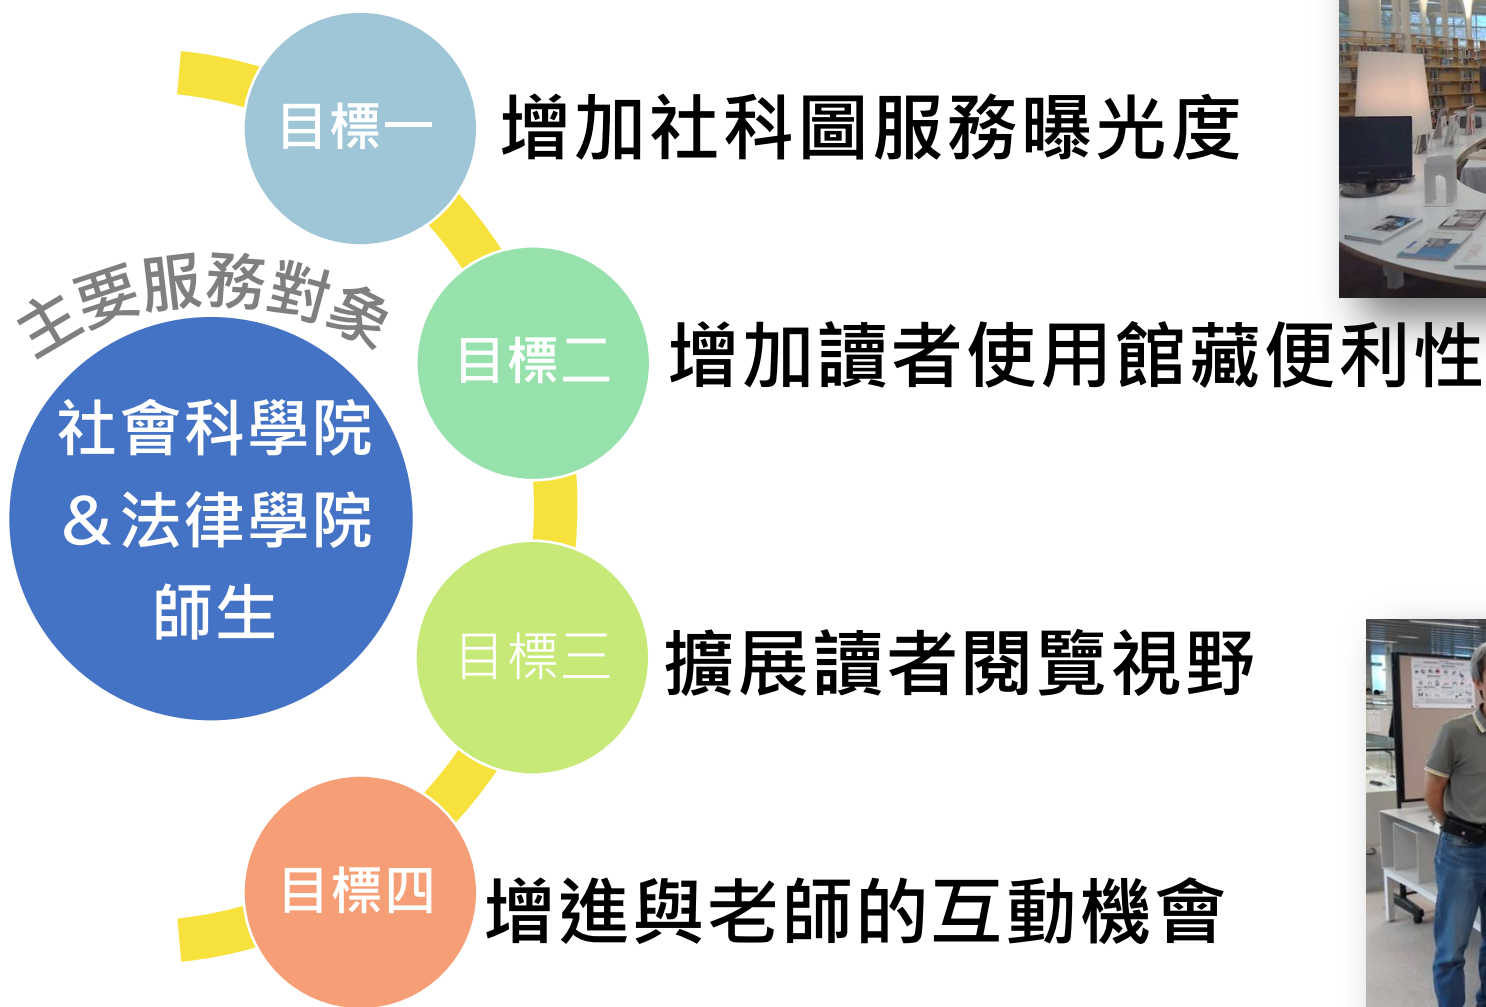 目標一
增加社科圖服務曝光度
主要服務對象
社會科學院
&法律學院
師生
目標二
增加讀者使用館藏便利性
目標三
擴展讀者閱覽視野
目標四
增進與老師的互動機會